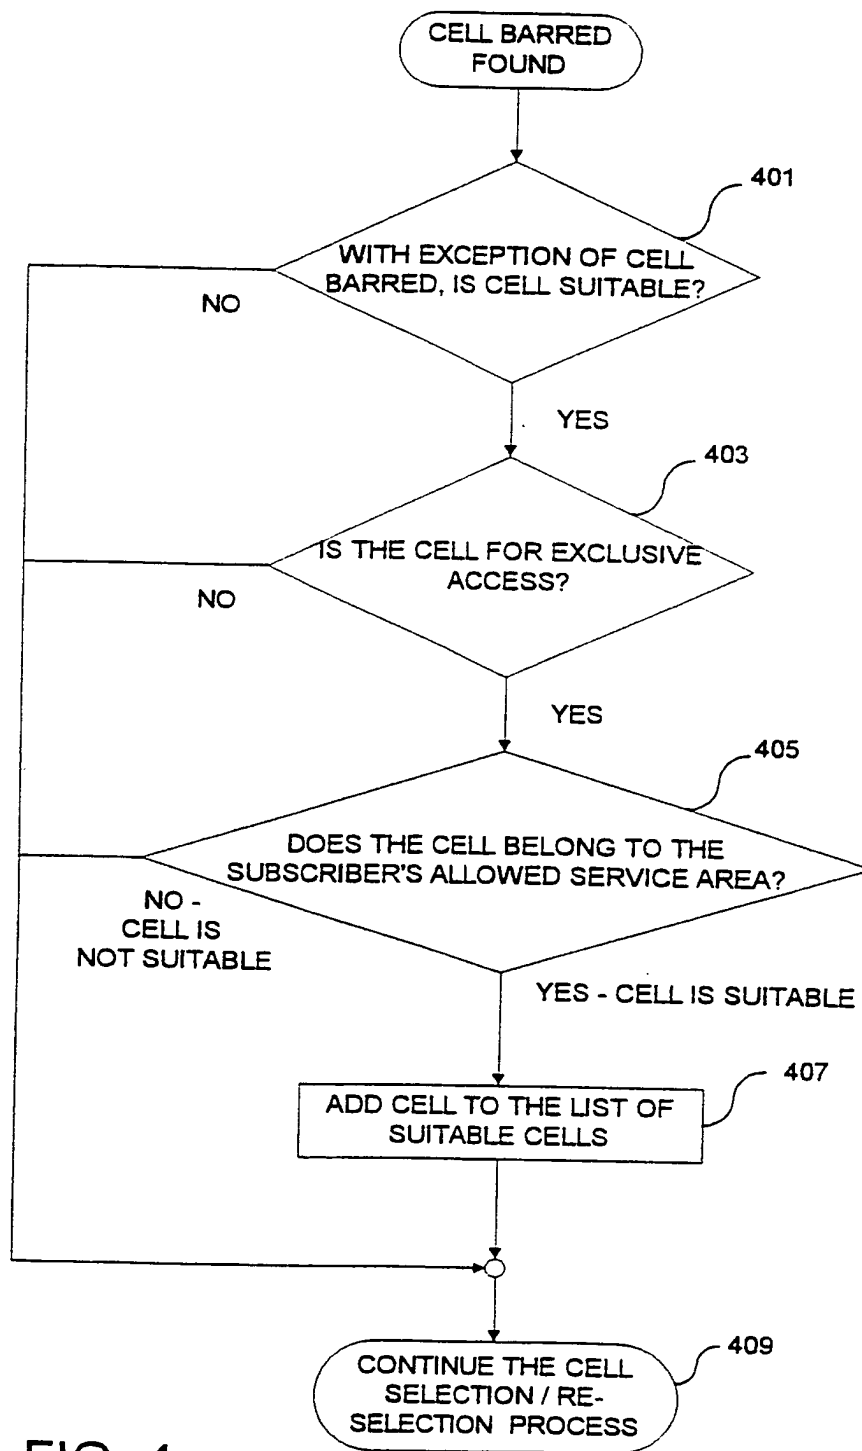 CELL BARRED
FOUND
401
WITH EXCEPTION OF CELL
BARRED, IS CELL SUITABLE?
NO
YES
403
IS THE CELL FOR EXCLUSIVE
ACCESS?
NO
YES
405
DOES THE CELL BELONG TO THE
SUBSCRIBER'S ALLOWED SERVICE AREA?
NO -
CELL IS
NOT SUITABLE
YES - CELL IS SUITABLE
407
ADD CELL TO THE LIST OF
SUITABLE CELLS
409
CONTINUE THE CELL
SELECTION / RE-
SELECTION PROCESS